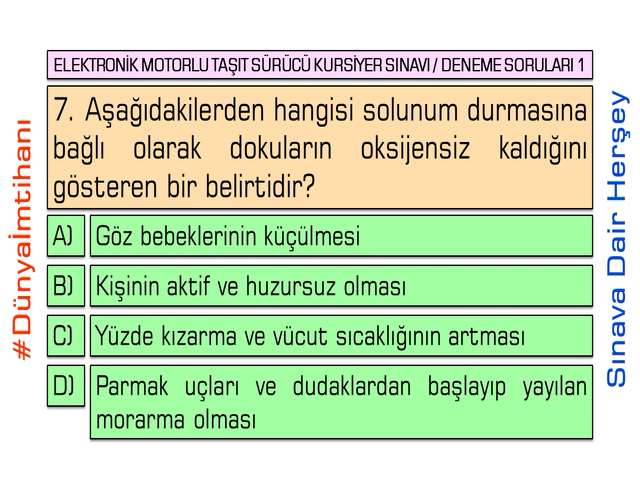 ELEKTRONİK MOTORLU TAŞIT SÜRÜCÜ KURSİYER SINAVI / DENEME SORULARI 1
7. Aşağıdakilerden hangisi solunum durmasına
bağlı olarak dokuların oksijensiz kaldığını
gösteren bir belirtidir?
A) Göz bebeklerinin küçülmesi
B) Kişinin aktif ve huzursuz olması
C) Yüzde kızarma ve vücut sıcaklığının artması
D) Parmak uçları ve dudaklardan başlayıp yayılan
morarma olması
#Dünyaİmtihanı
Sınava Dair Herşey